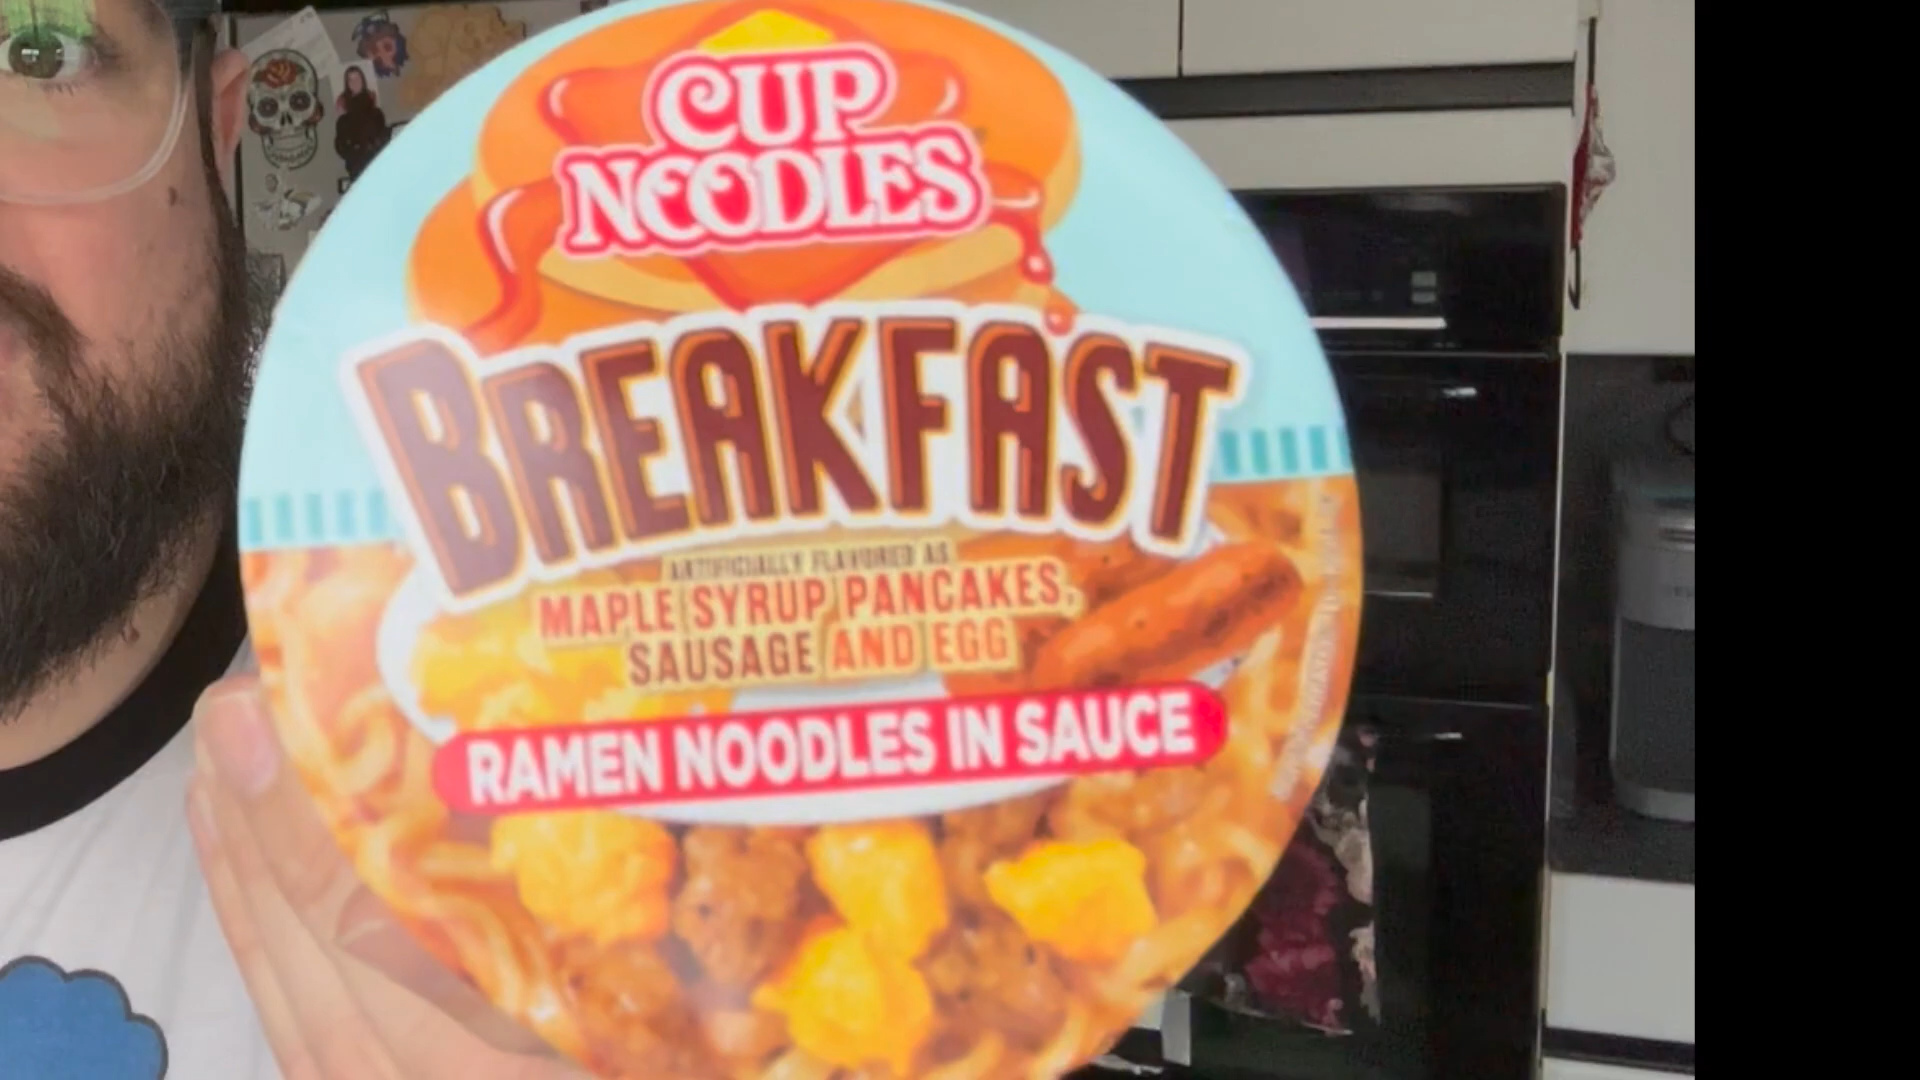 CUP
NOODLES
BREAKFAST
ARTIFICIALLY FLAVORED AS
MAPLE SYRUP PANCAKES,
SAUSAGE AND EGG
RAMEN NOODLES IN SAUCE